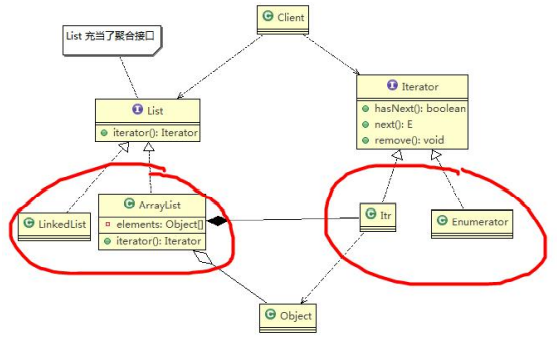 Client
List 充当了聚合接口
Iterator
hasNext(): boolean
next(): E
remove(): void
List
iterator(): Iterator
LinkedList
ArrayList
elements: Object[]
iterator(): Iterator
Itr
Enumerator
Object